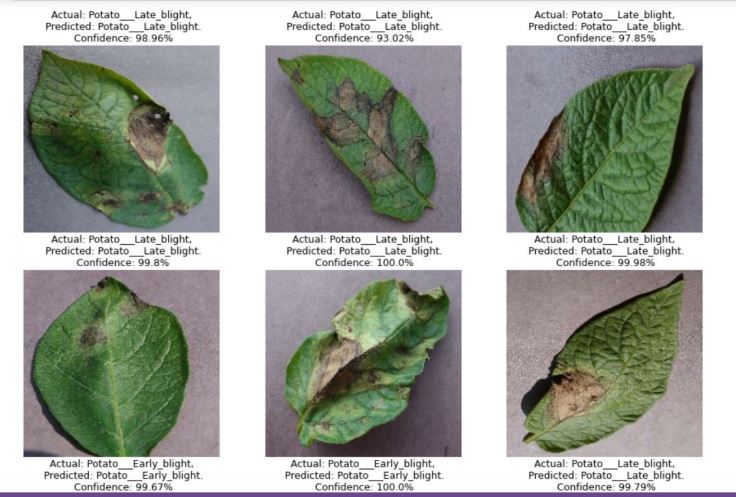 Actual: Potato___Late_blight,
Predicted: Potato___Late_blight.
Confidence: 98.96%
Actual: Potato___Late_blight,
Predicted: Potato___Late_blight.
Confidence: 93.02%
Actual: Potato___Late_blight,
Predicted: Potato___Late_blight.
Confidence: 97.85%
Actual: Potato___Late_blight,
Predicted: Potato___Late_blight.
Confidence: 99.8%
Actual: Potato___Late_blight,
Predicted: Potato___Late_blight.
Confidence: 100.0%
Actual: Potato___Late_blight,
Predicted: Potato___Late_blight.
Confidence: 99.98%
Actual: Potato___Early_blight,
Predicted: Potato___Early_blight.
Confidence: 99.67%
Actual: Potato___Early_blight,
Predicted: Potato___Early_blight.
Confidence: 100.0%
Actual: Potato___Late_blight,
Predicted: Potato___Late_blight.
Confidence: 99.79%